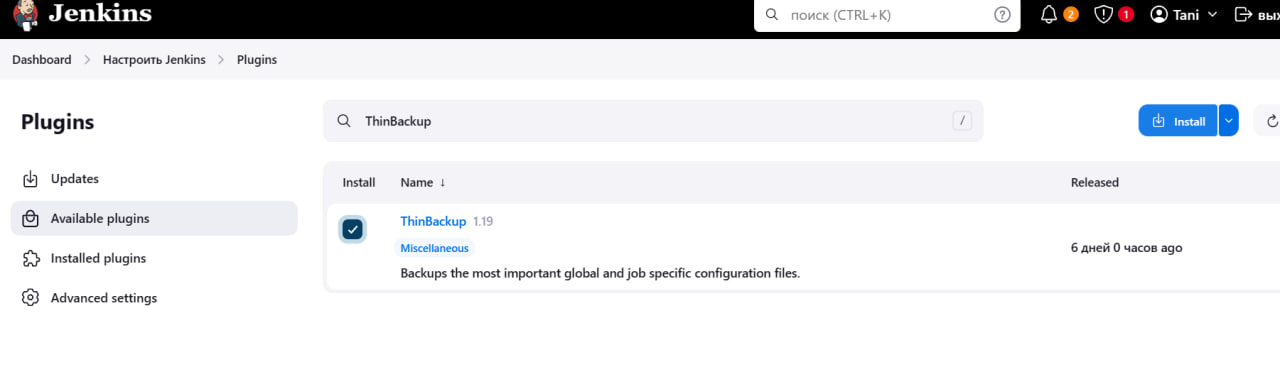 Jenkins
поиск (CTRL+K)
2
1
Tani
вы
Dashboard > Настроить Jenkins > Plugins
Plugins
ThinBackup
/
Install
Updates
Available plugins
Installed plugins
Advanced settings
Install Name ↓ Released
ThinBackup 1.19
Miscellaneous
6 дней 0 часов ago
Backups the most important global and job specific configuration files.